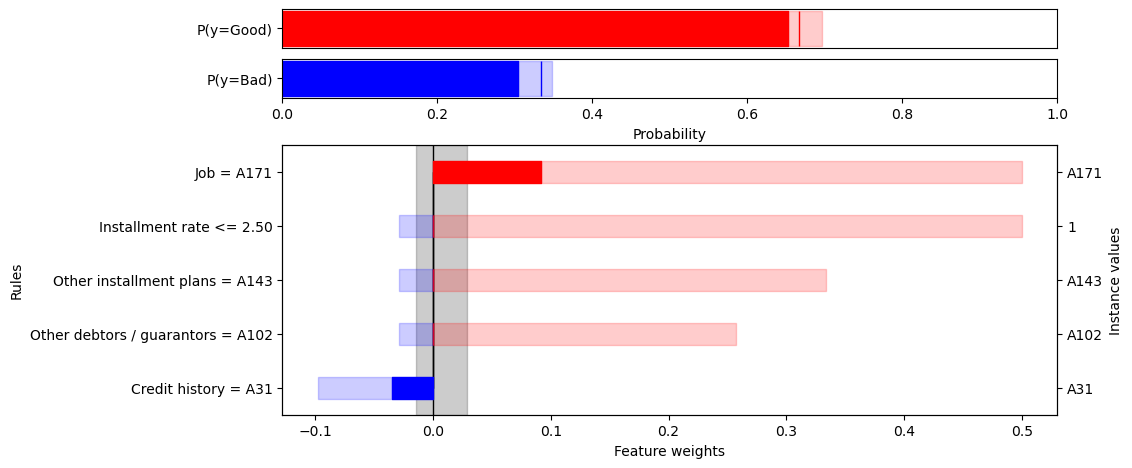 P(y=Good)
P(y=Bad)
0.0 0.2 0.4 0.6 0.8 1.0
Probability
Job = A171 A171
Installment rate <= 2.50 1
Other installment plans = A143 A143
Other debtors / guarantors = A102 A102
Credit history = A31 A31
Rules
Instance values
−0.1 0.0 0.1 0.2 0.3 0.4 0.5
Feature weights